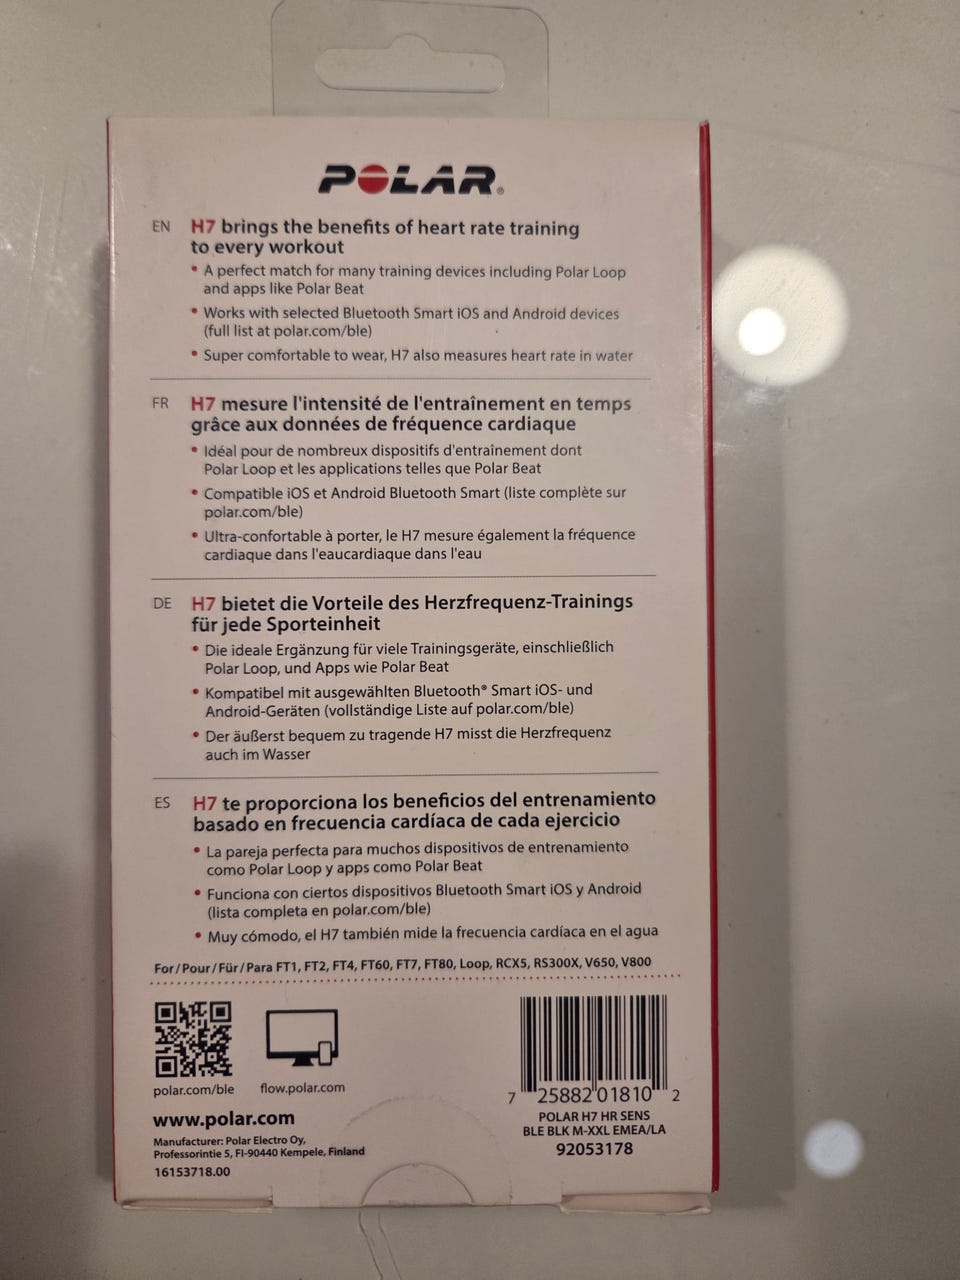 POLAR®
EN
H7 brings the benefits of heart rate training
to every workout
• A perfect match for many training devices including Polar Loop
and apps like Polar Beat
• Works with selected Bluetooth Smart iOS and Android devices
(full list at polar.com/ble)
• Super comfortable to wear, H7 also measures heart rate in water
FR
H7 mesure l'intensité de l'entraînement en temps
grâce aux données de fréquence cardiaque
• Idéal pour de nombreux dispositifs d'entraînement dont
Polar Loop et les applications telles que Polar Beat
• Compatible iOS et Android Bluetooth Smart (liste complète sur
polar.com/ble)
• Ultra-confortable à porter, le H7 mesure également la fréquence
cardiaque dans l'eaucardiaque dans l'eau
DE
H7 bietet die Vorteile des Herzfrequenz-Trainings
für jede Sporteinheit
• Die ideale Ergänzung für viele Trainingsgeräte, einschließlich
Polar Loop, und Apps wie Polar Beat
• Kompatibel mit ausgewählten Bluetooth® Smart iOS- und
Android-Geräten (vollständige Liste auf polar.com/ble)
• Der äußerst bequem zu tragende H7 misst die Herzfrequenz
auch im Wasser
ES
H7 te proporciona los beneficios del entrenamiento
basado en frecuencia cardíaca de cada ejercicio
• La pareja perfecta para muchos dispositivos de entrenamiento
como Polar Loop y apps como Polar Beat
• Funciona con ciertos dispositivos Bluetooth Smart iOS y Android
(lista completa en polar.com/ble)
• Muy cómodo, el H7 también mide la frecuencia cardíaca en el agua
For/Pour/Für/Para FT1, FT2, FT4, FT60, FT7, FT80, Loop, RCX5, RS300X, V650, V800
polar.com/ble
flow.polar.com
www.polar.com
Manufacturer: Polar Electro Oy,
Professorintie 5, FI-90440 Kempele, Finland
16153718.00
7 25882 01810 2
POLAR H7 HR SENS
BLE BLK M-XXL EMEA/LA
92053178